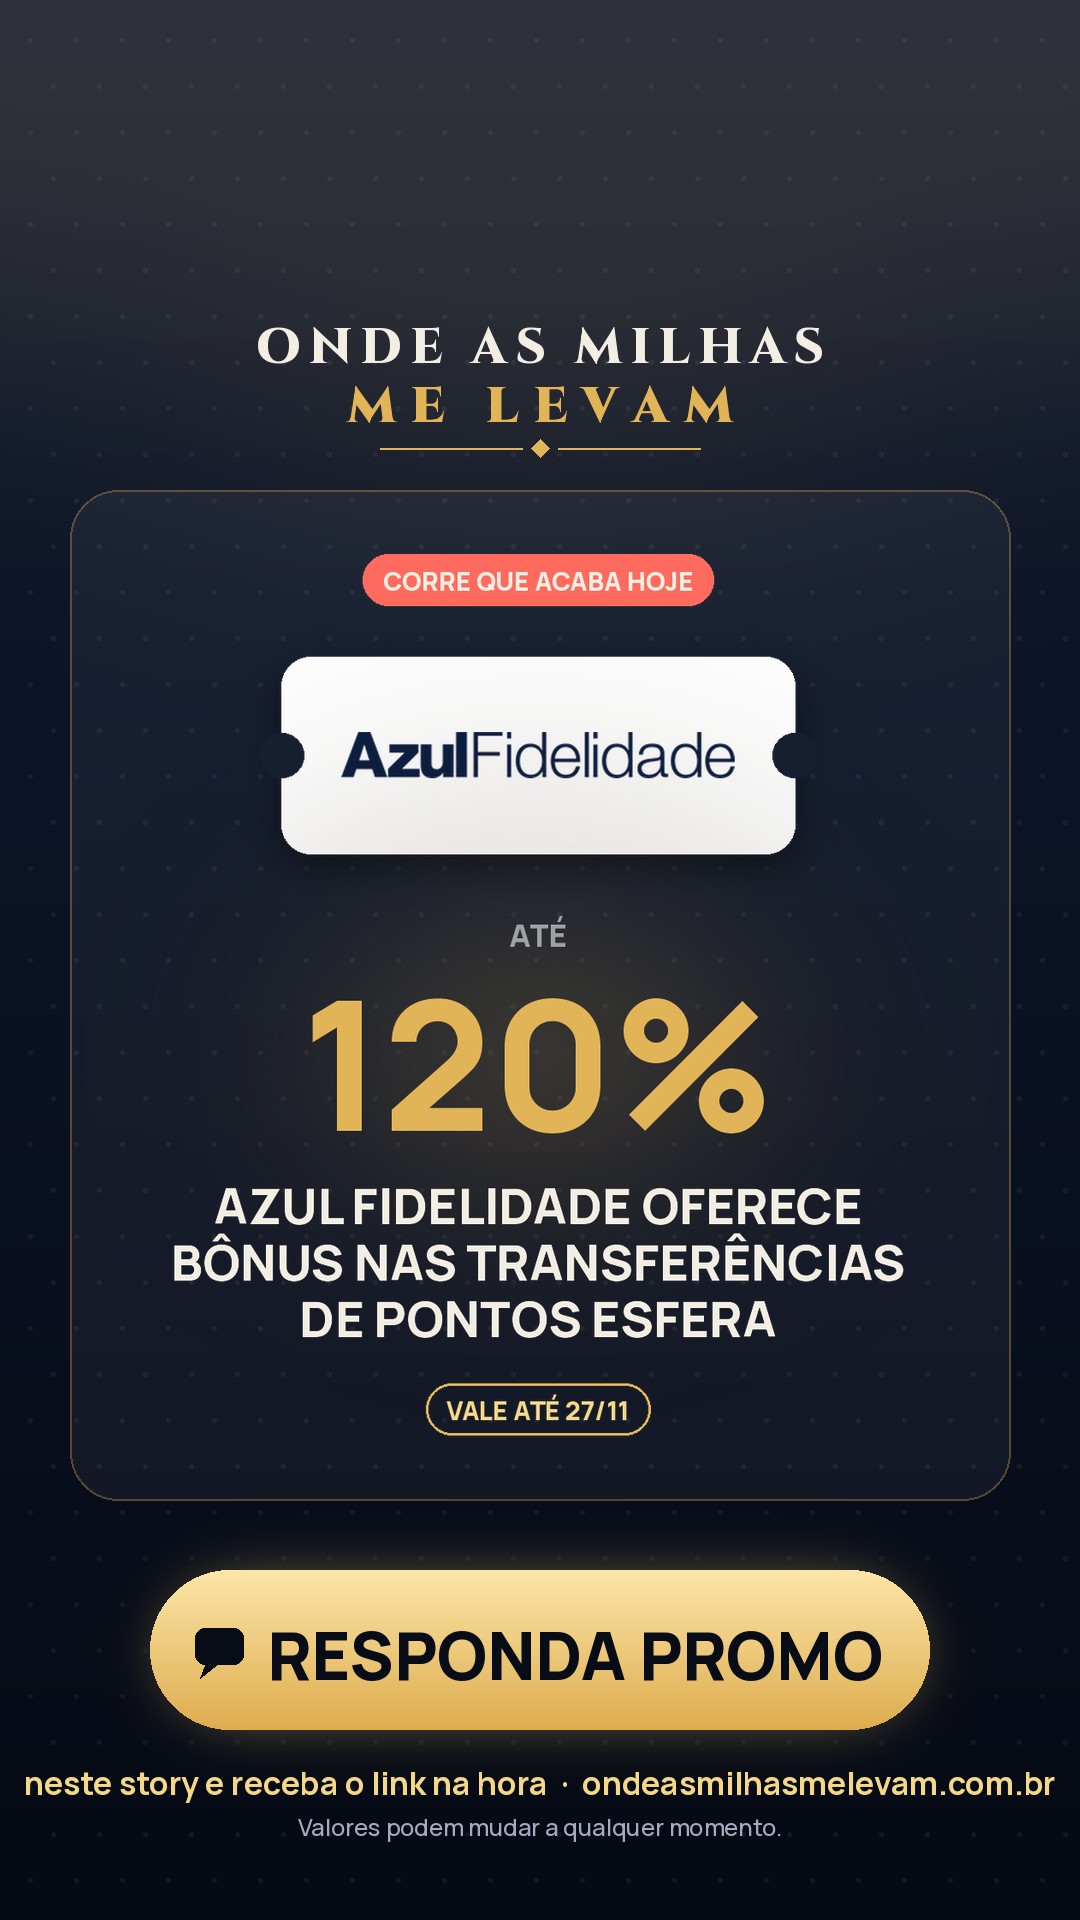 ONDE AS MILHAS
ME LEVAM
CORRE QUE ACABA HOJE
AzulFidelidade
ATÉ
120%
AZUL FIDELIDADE OFERECE
BÔNUS NAS TRANSFERÊNCIAS
DE PONTOS ESFERA
VALE ATÉ 27/11
RESPONDA PROMO
neste story e receba o link na hora · ondeasmilhasmelevam.com.br
Valores podem mudar a qualquer momento.